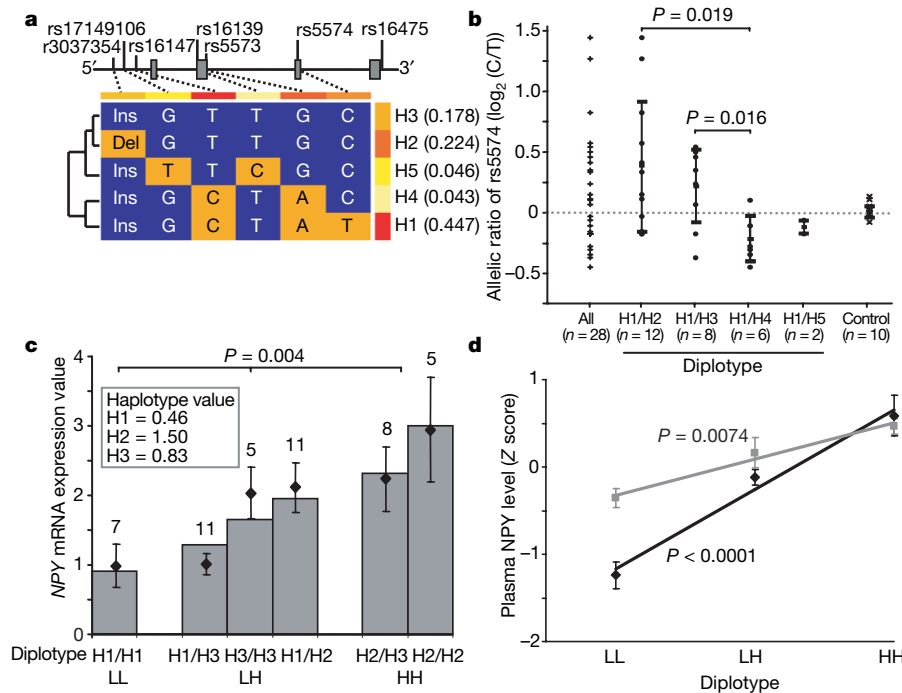 a
rs17149106
r3037354
rs16147
rs16139
rs5573
rs5574
rs16475
5′
3′
Ins G T T G C H3 (0.178)
Del G T T G C H2 (0.224)
Ins T T C G C H5 (0.046)
Ins G C T A C H4 (0.043)
Ins G C T A T H1 (0.447)
b
Allelic ratio of rs5574 (log2 (C/T))
1.5
1.0
0.5
0
−0.5
P = 0.019
P = 0.016
All H1/H2 H1/H3 H1/H4 H1/H5 Control
(n = 28) (n = 12) (n = 8) (n = 6) (n = 2) (n = 10)
Diplotype
c
NPY mRNA expression value
4
3
2
1
0
P = 0.004
Haplotype value
H1 = 0.46
H2 = 1.50
H3 = 0.83
7 11 5 11 8 5
Diplotype H1/H1 H1/H3 H3/H3 H1/H2 H2/H3 H2/H2
LL LH HH
d
Plasma NPY level (Z score)
1
0
−1
−2
P = 0.0074
P < 0.0001
LL LH HH
Diplotype